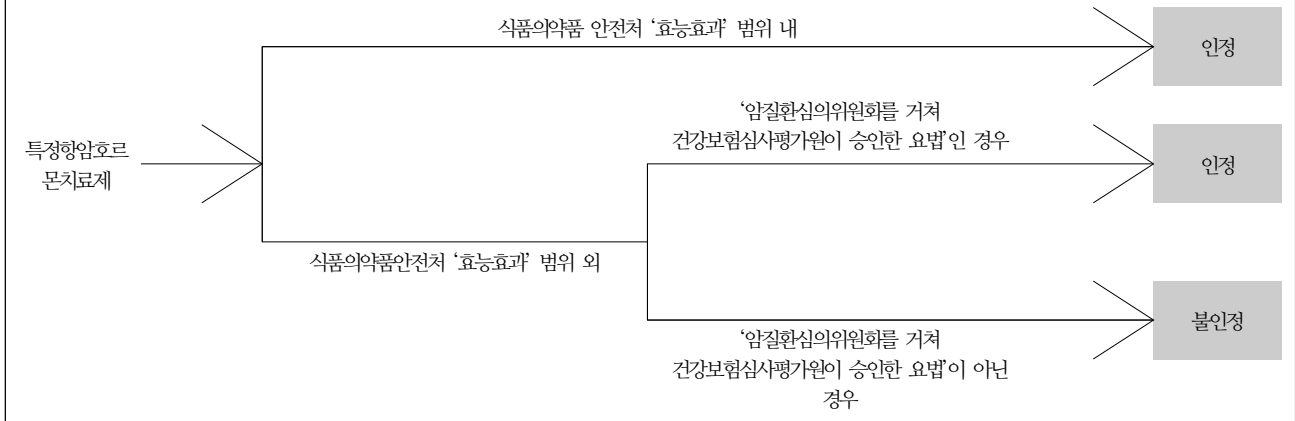 식품의약품 안전처 ‘효능효과’ 범위 내
인정
‘암질환심의위원회를 거쳐
건강보험심사평가원이 승인한 요법’인 경우
인정
특정항암호르
몬치료제
식품의약품안전처 ‘효능효과’ 범위 외
불인정
‘암질환심의위원회를 거쳐
건강보험심사평가원이 승인한 요법’이 아닌
경우